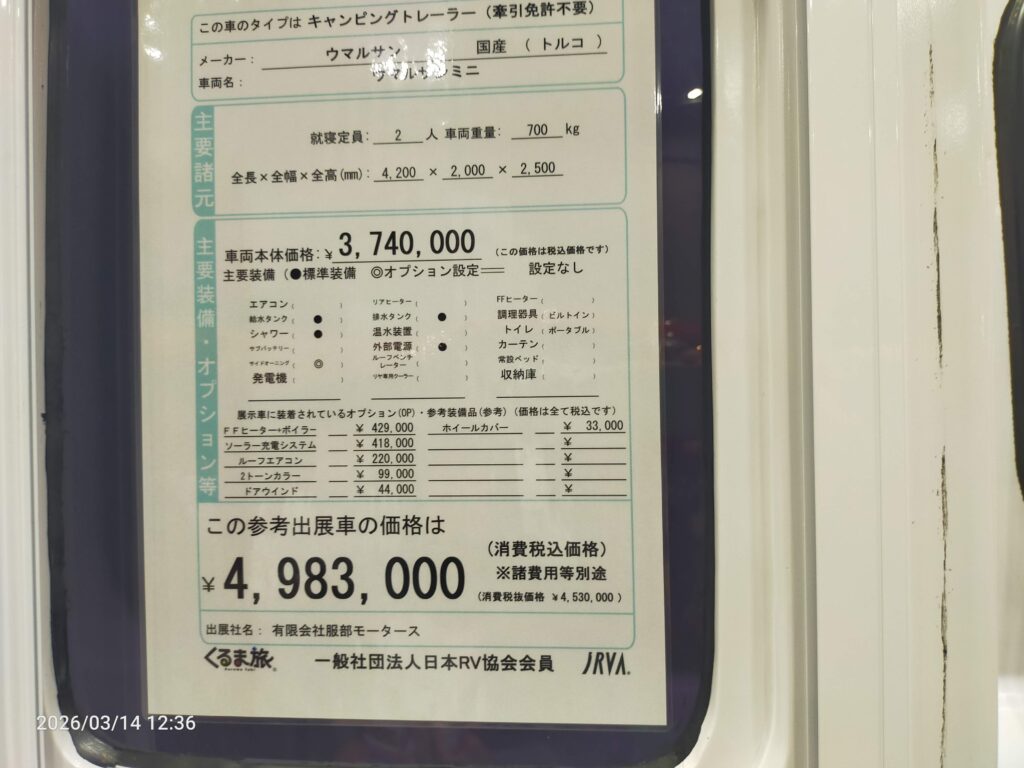 この車のタイプは キャンピングトレーラー（牽引免許不要）
メーカー： ウマルサン 国産 （ トルコ ）
車両名： ウマルサンミニ
主要諸元
就寝定員： 2 人 車両重量： 700 kg
全長×全幅×全高(mm)： 4,200 × 2,000 × 2,500
主要装備・オプション等
車両本体価格：¥ 3,740,000 （この価格は税込価格です）
主要装備（●標準装備 ◎オプション設定 ═ 設定なし
エアコン（ ） リアヒーター（ ） FFヒーター（ ）
給水タンク（ ● ） 排水タンク（ ● ） 調理器具（ ビルトイン ）
シャワー（ ● ） 温水装置（ ） トイレ（ ポータブル ）
サブバッテリー（ ） 外部電源（ ● ） カーテン（ ）
サイドオーニング（ ◎ ） ルーフベンチレーター（ ） 常設ベッド（ ）
発電機（ ） リヤ専用クーラー（ ） 収納庫（ ）
展示車に装着されているオプション(OP)・参考装備品(参考)（価格は全て税込です）
FFヒーター+ボイラー ¥ 429,000 ホイールカバー ¥ 33,000
ソーラー充電システム ¥ 418,000 ¥
ルーフエアコン ¥ 220,000 ¥
2トーンカラー ¥ 99,000 ¥
ドアウインド ¥ 44,000 ¥
この参考出展車の価格は
¥4,983,000 （消費税込価格）
※諸費用等別途
（消費税抜価格 ¥4,530,000 ）
出展社名： 有限会社服部モータース
くるま旅® 一般社団法人日本RV協会会員 JRVA®
Kuruma tabi
2026/03/14 12:36